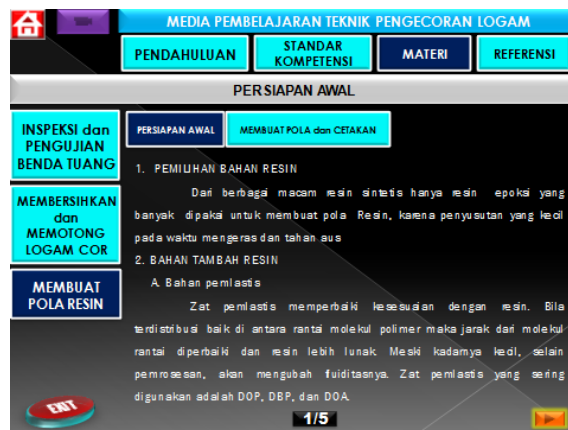 MEDIA PEMBELAJARAN TEKNIK PENGECORAN LOGAM
PENDAHULUAN
STANDAR
KOMPETENSI
MATERI
REFERENSI
PERSIAPAN AWAL
INSPEKSI dan
PENGUJIAN
BENDA TUANG
MEMBERSIHKAN
dan
MEMOTONG
LOGAM COR
MEMBUAT
POLA RESIN
PERSIAPAN AWAL
MEMBUAT POLA dan CETAKAN
1. PEMILIHAN BAHAN RESIN
Dari berbagai macam resin sintetis hanya resin epoksi yang
banyak dipakai untuk membuat pola Resin, karena penyusutan yang kecil
pada waktu mengeras dan tahan aus
2. BAHAN TAMBAH RESIN
A. Bahan pemlastis
Zat pemlastis memperbaiki kesesuaian dengan resin. Bila
terdistribusi baik di antara rantai molekul polimer maka jarak dari molekul
rantai diperbaiki dan resin lebih lunak. Meski kadarnya kecil, selain
pemrosesan, akan mengubah fluiditasnya. Zat pemlastis yang sering
digunakan adalah DOP, DBP, dan DOA.
EXIT
1/5